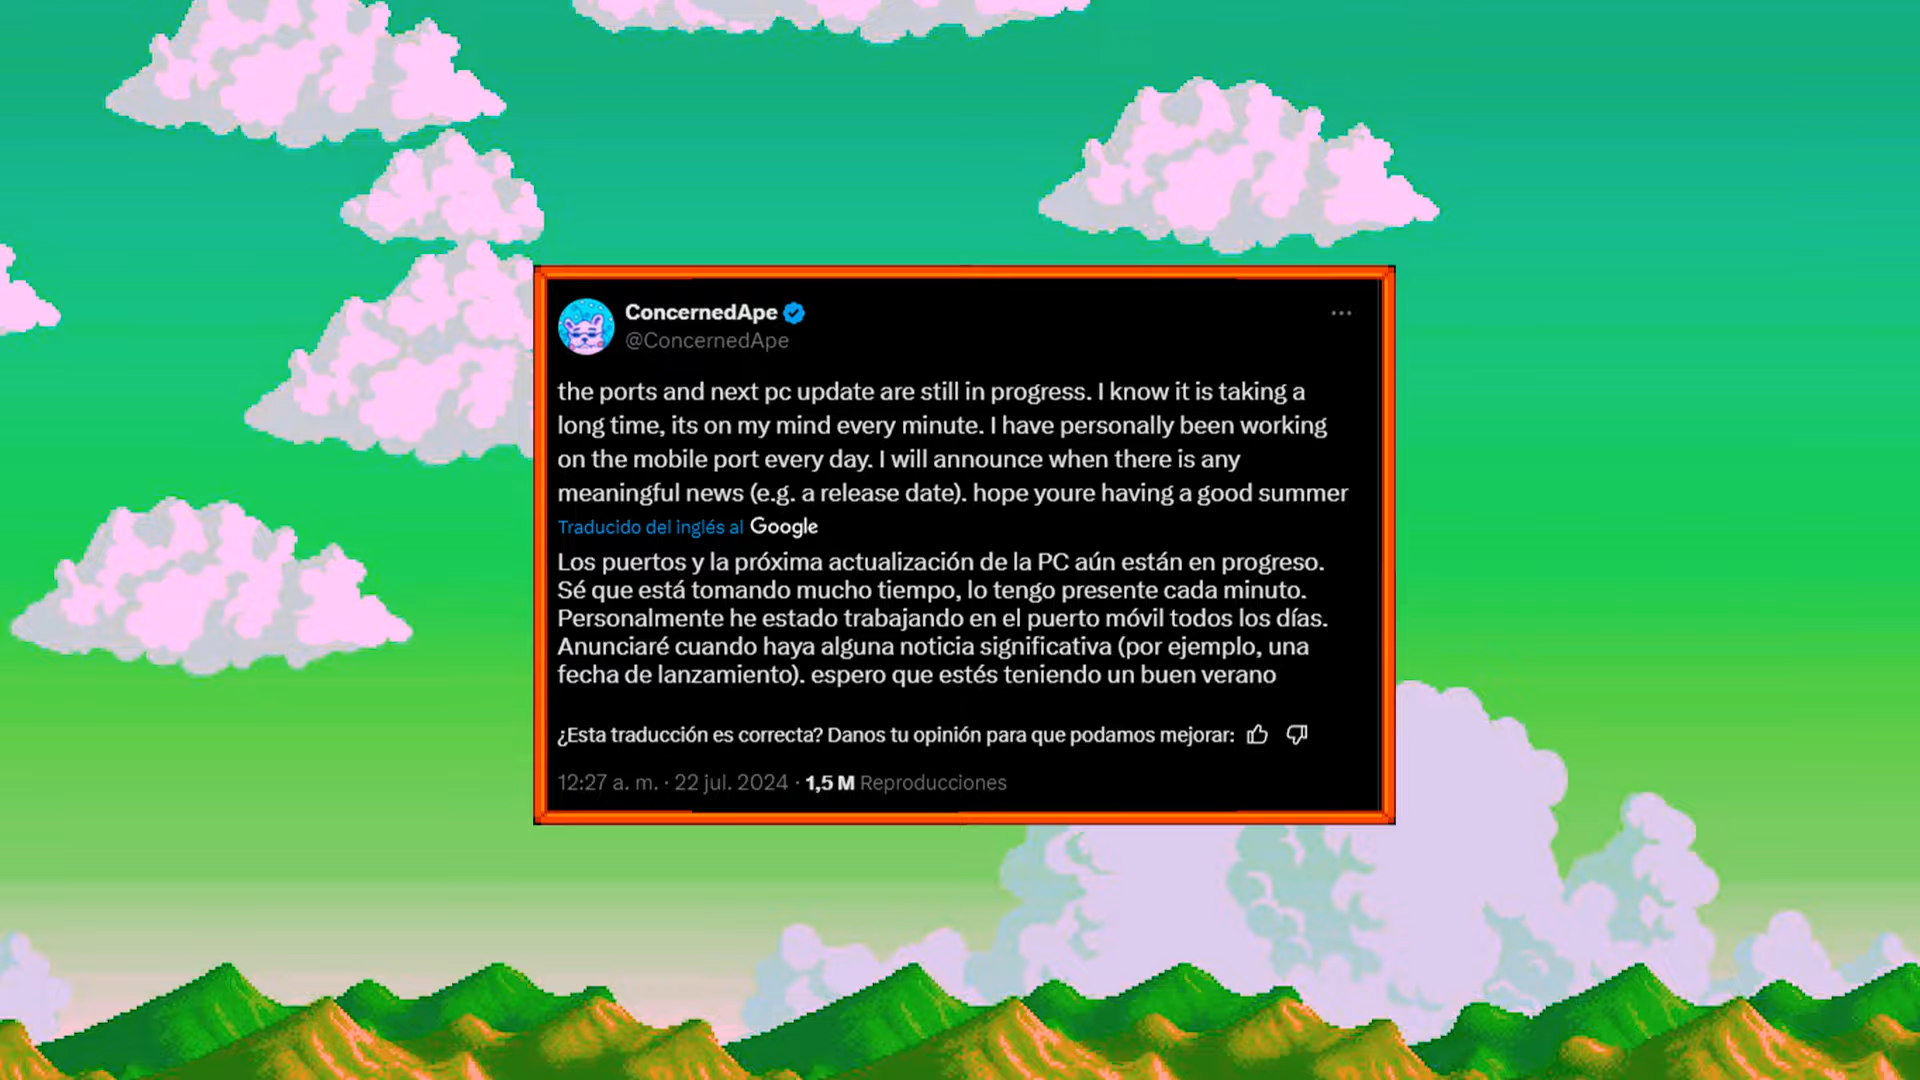 ConcernedApe
@ConcernedApe
the ports and next pc update are still in progress. I know it is taking a
long time, its on my mind every minute. I have personally been working
on the mobile port every day. I will announce when there is any
meaningful news (e.g. a release date). hope youre having a good summer
Traducido del inglés al Google
Los puertos y la próxima actualización de la PC aún están en progreso.
Sé que está tomando mucho tiempo, lo tengo presente cada minuto.
Personalmente he estado trabajando en el puerto móvil todos los días.
Anunciaré cuando haya alguna noticia significativa (por ejemplo, una
fecha de lanzamiento). espero que estés teniendo un buen verano
¿Esta traducción es correcta? Danos tu opinión para que podamos mejorar:
12:27 a. m. · 22 jul. 2024 · 1,5 M Reproducciones